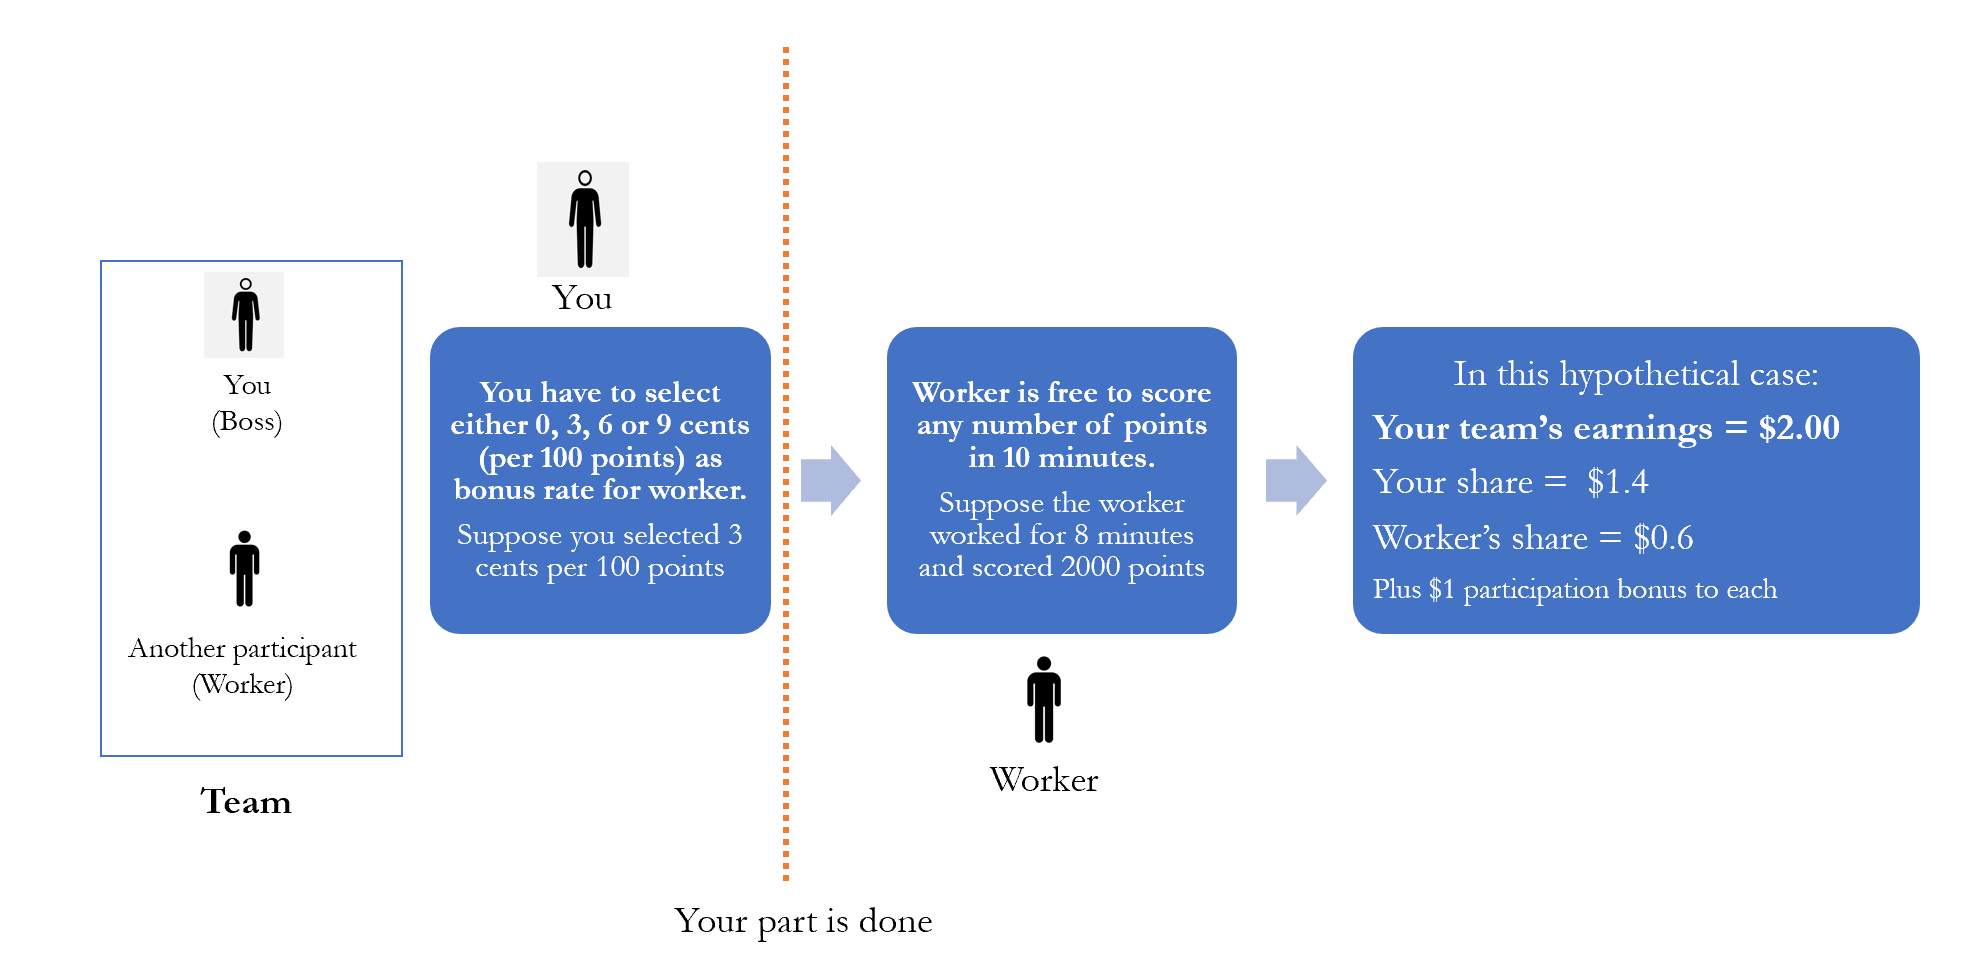 You
(Boss)
Another participant
(Worker)
Team
You
You have to select
either 0, 3, 6 or 9 cents
(per 100 points) as
bonus rate for worker.
Suppose you selected 3
cents per 100 points
Your part is done
Worker is free to score
any number of points
in 10 minutes.
Suppose the worker
worked for 8 minutes
and scored 2000 points
Worker
In this hypothetical case:
Your team’s earnings = $2.00
Your share = $1.4
Worker’s share = $0.6
Plus $1 participation bonus to each